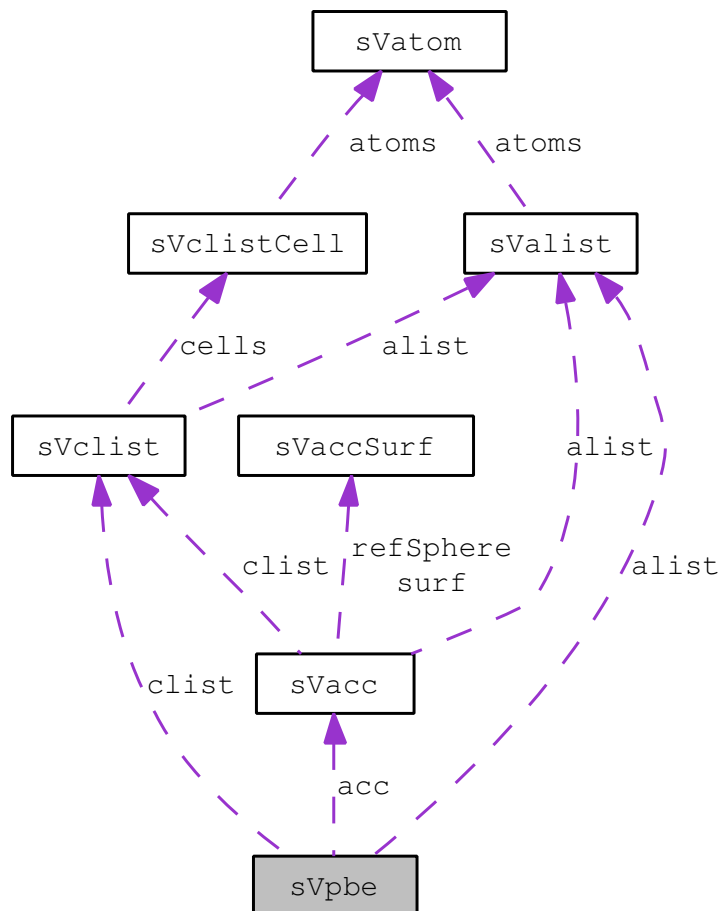 sVatom
atoms
atoms
sVclistCell
sValist
cells
alist
sVclist
sVaccSurf
alist
clist
refSphere
surf
alist
clist
sVacc
acc
sVpbe